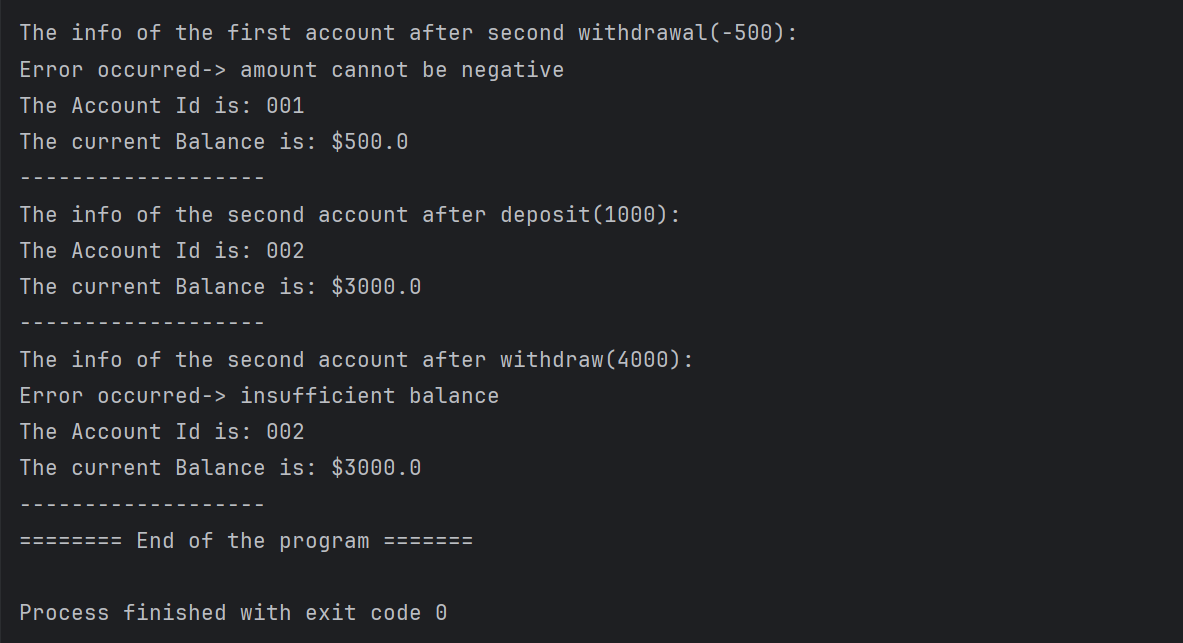 The info of the first account after second withdrawal(-500):
Error occurred-> amount cannot be negative
The Account Id is: 001
The current Balance is: $500.0
-------------------
The info of the second account after deposit(1000):
The Account Id is: 002
The current Balance is: $3000.0
-------------------
The info of the second account after withdraw(4000):
Error occurred-> insufficient balance
The Account Id is: 002
The current Balance is: $3000.0
-------------------
======== End of the program =======
Process finished with exit code 0